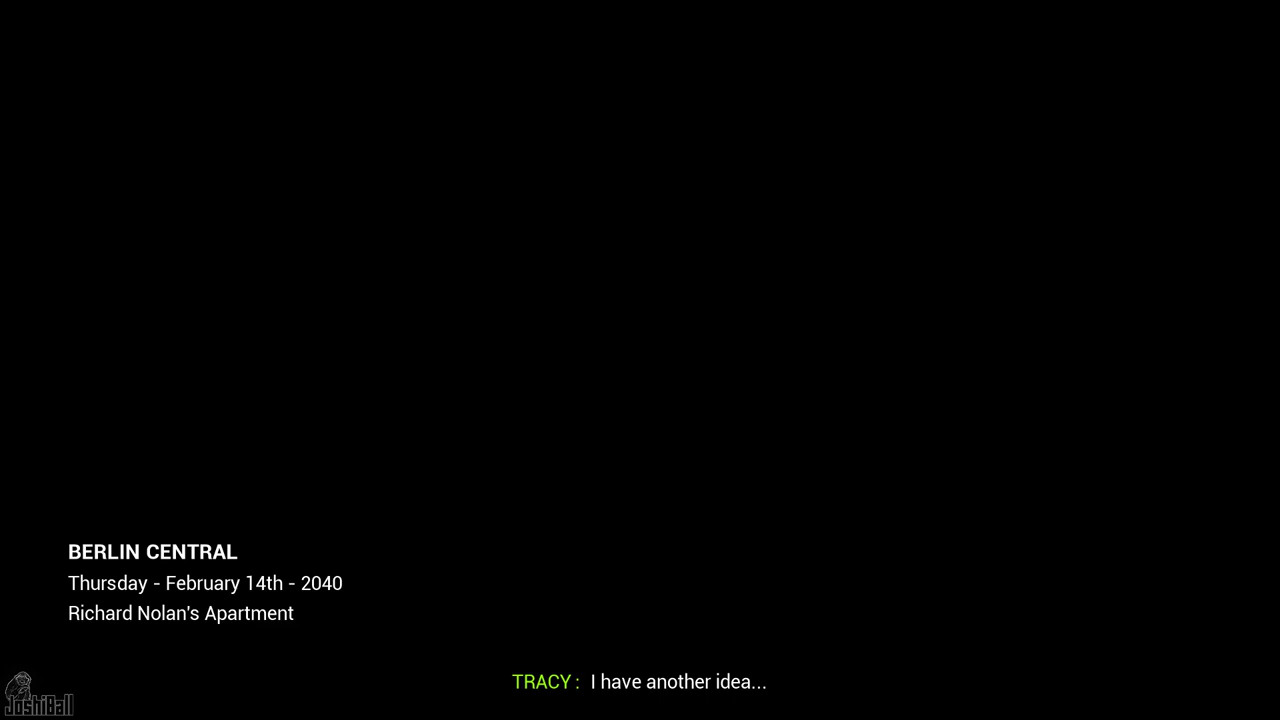 BERLIN CENTRAL
Thursday - February 14th - 2040
Richard Nolan's Apartment
TRACY : I have another idea...
JoshiBall